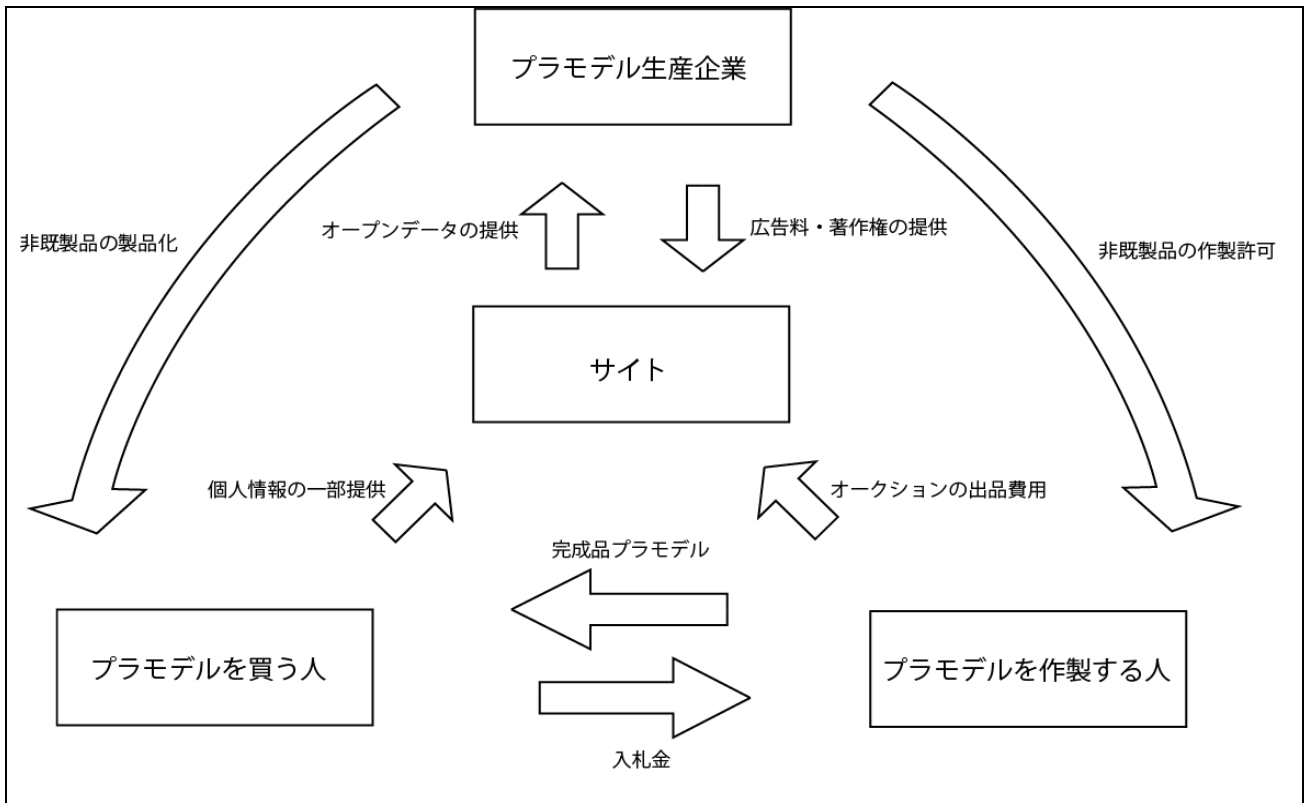 プラモデル生産企業
オープンデータの提供
広告料・著作権の提供
非既製品の製品化
非既製品の作製許可
サイト
個人情報の一部提供
オークションの出品費用
完成品プラモデル
プラモデルを買う人
プラモデルを作製する人
入札金